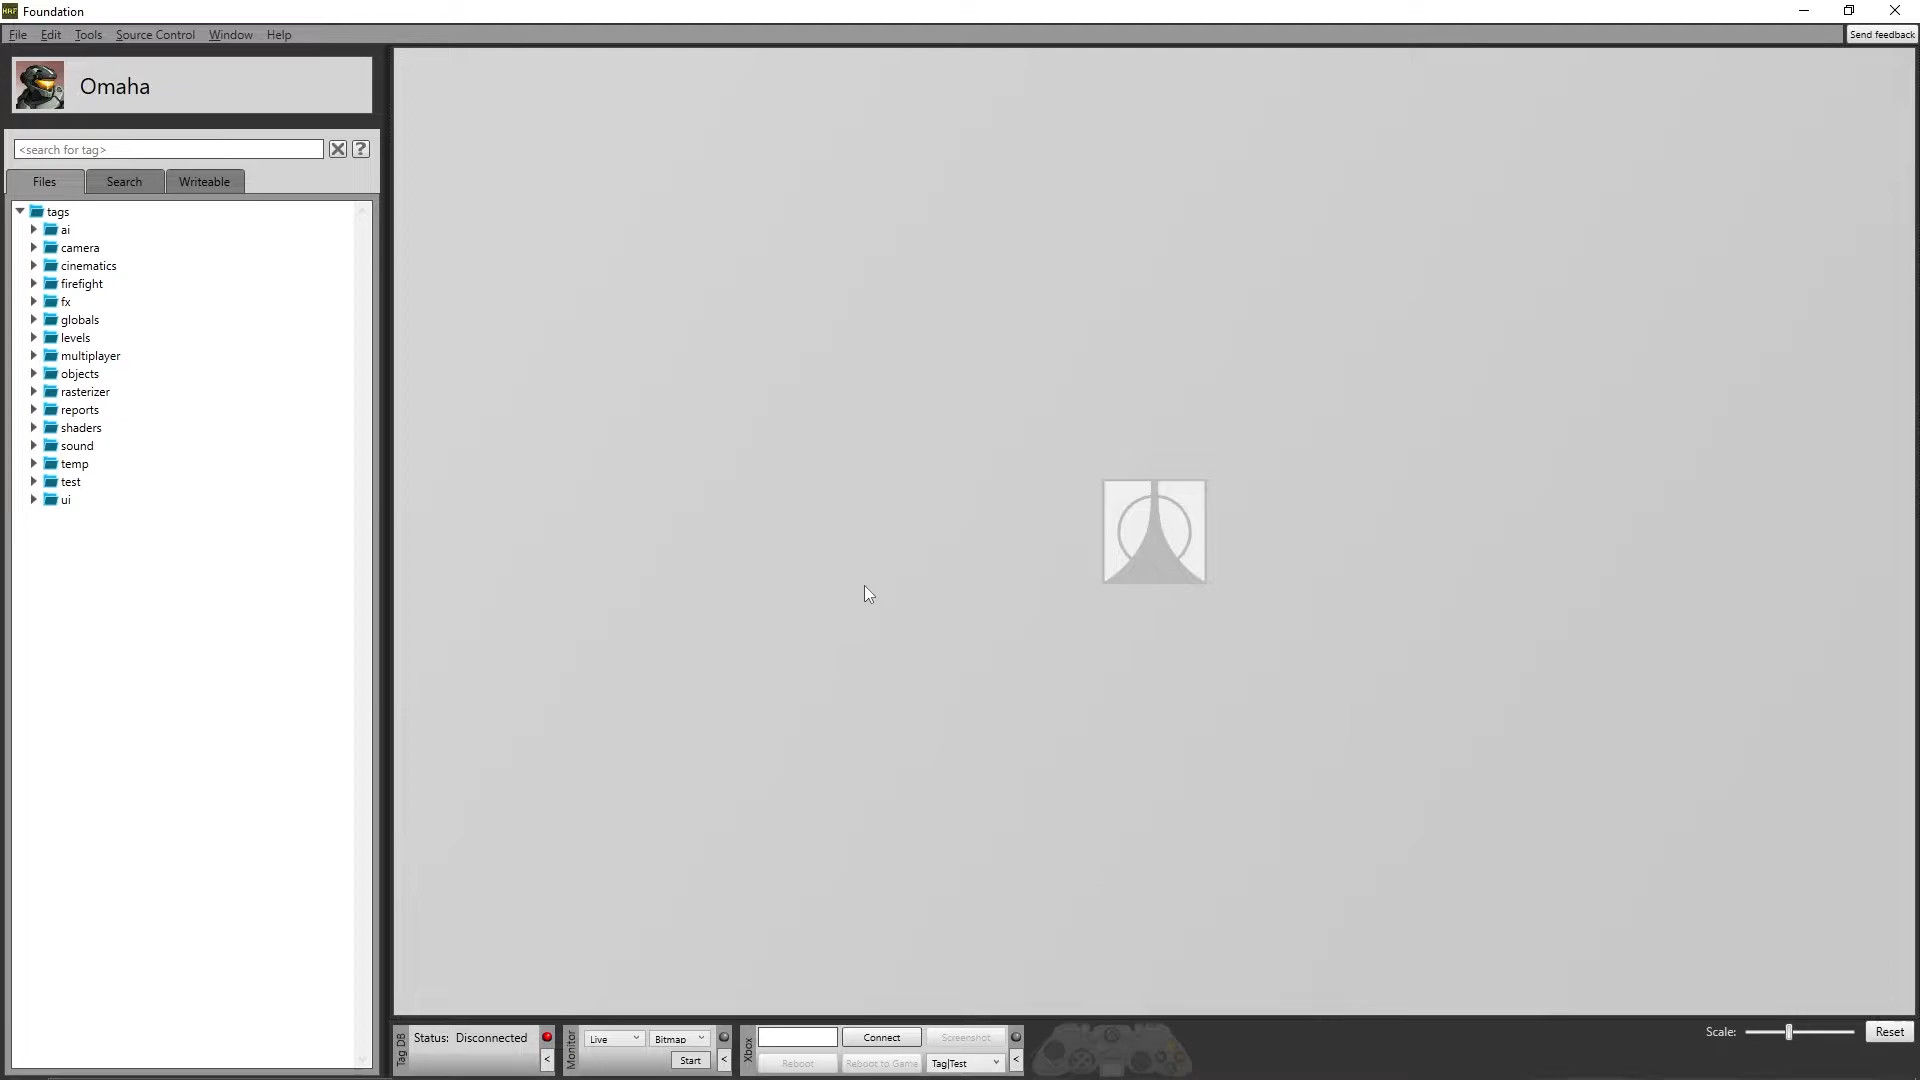 Foundation
File Edit Tools Source Control Window Help
Send feedback
Omaha
<search for tag>
?
Files Search Writeable
tags
ai
camera
cinematics
firefight
fx
globals
levels
multiplayer
objects
rasterizer
reports
shaders
sound
temp
test
ui
Tag DB
Status: Disconnected
<
Monitor
Live Bitmap
Start <
Xbox
Connect Screenshot
Reboot Reboot to Game Tag|Test <
Scale: Reset